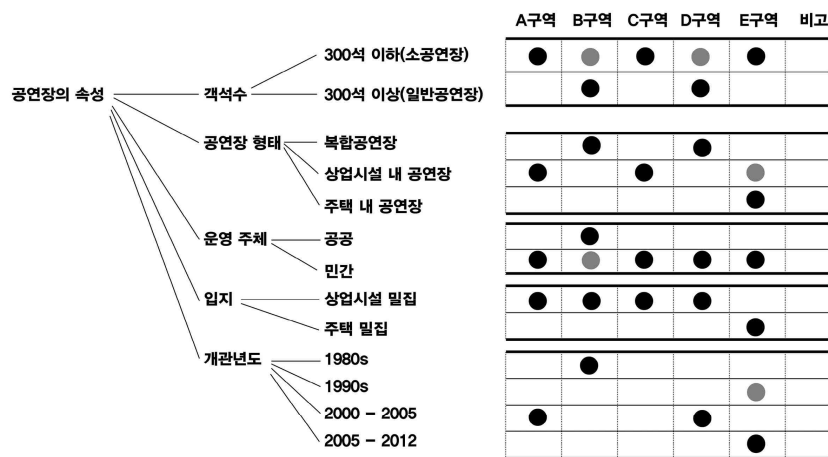 A구역 B구역 C구역 D구역 E구역 비고
300석 이하(소공연장)
공연장의 속성 객석수 300석 이상(일반공연장)
공연장 형태 복합공연장
상업시설 내 공연장
주택 내 공연장
운영 주체 공공
민간
입지 상업시설 밀집
주택 밀집
개관년도 1980s
1990s
2000 – 2005
2005 – 2012